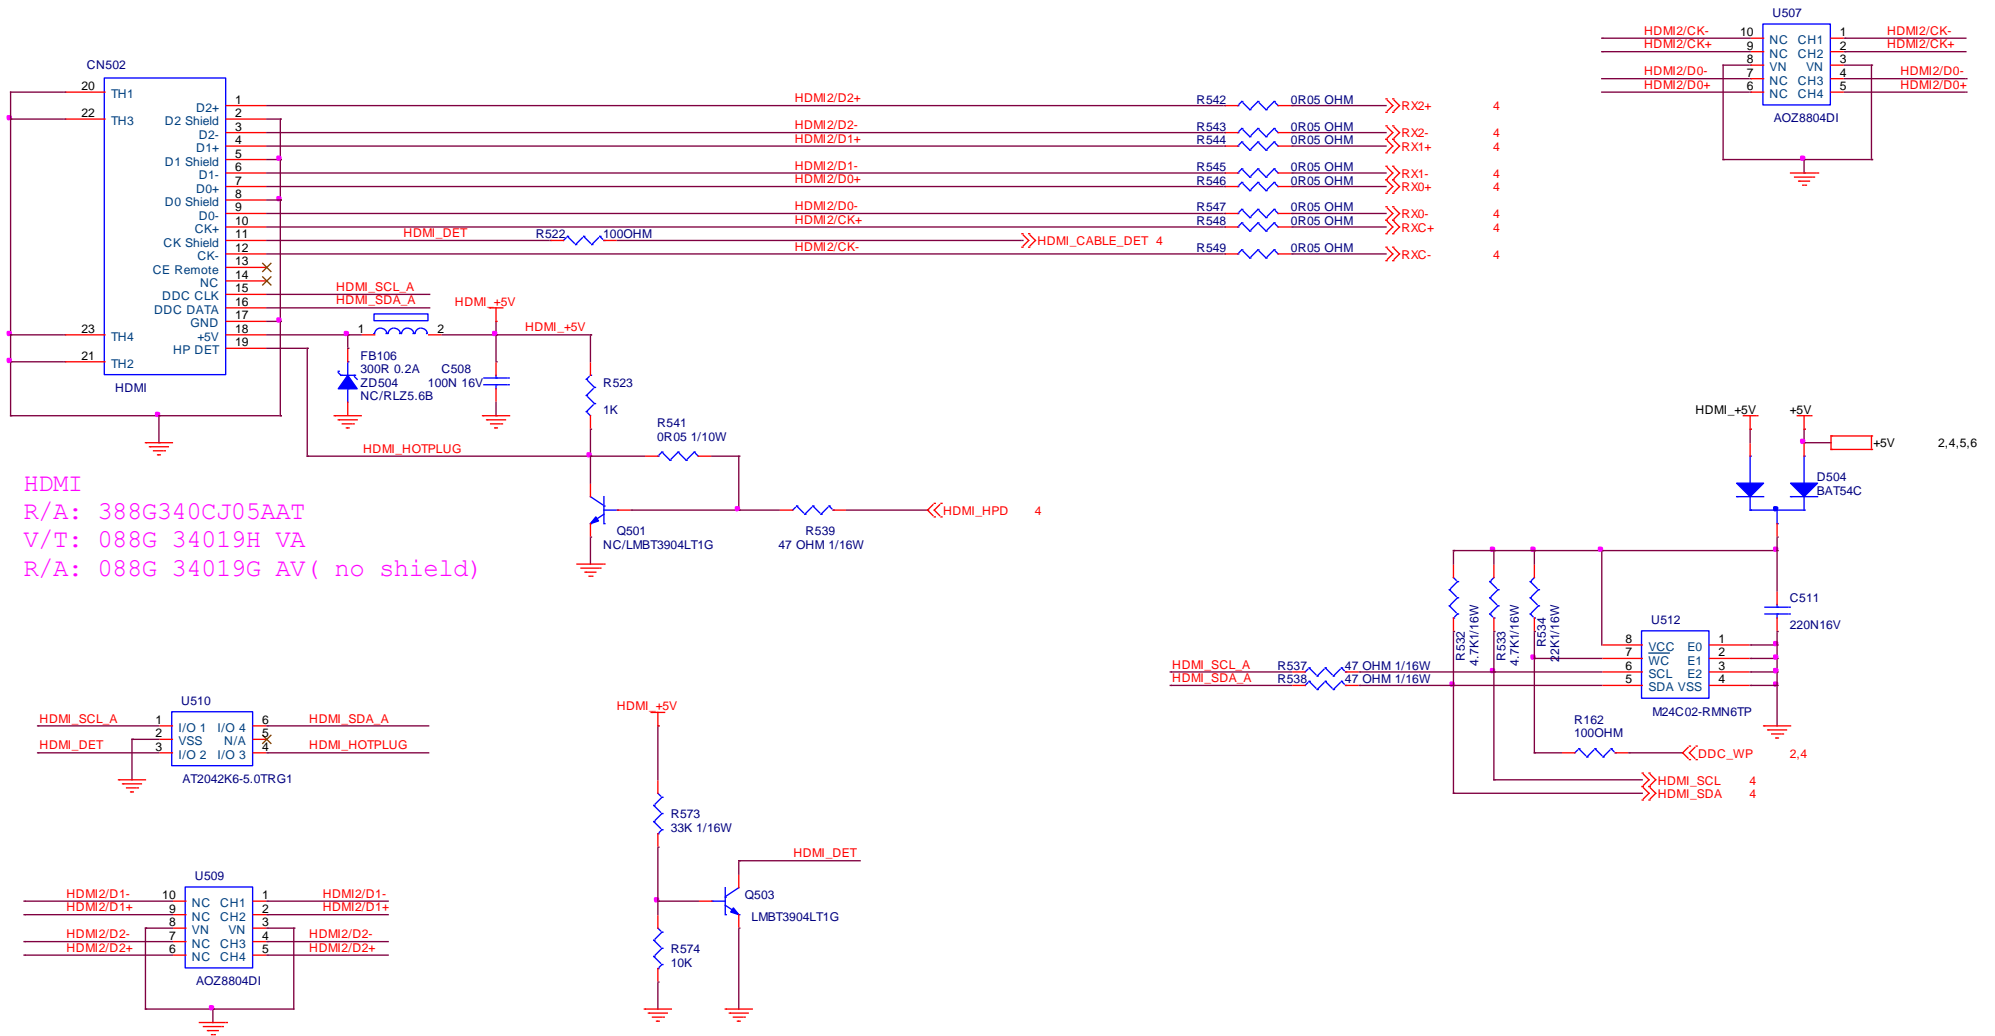 U507
HDMI2/CK- 10 NC CH1 1 HDMI2/CK-
HDMI2/CK+ 9 NC CH2 2 HDMI2/CK+
8 VN VN 3
HDMI2/D0- 7 NC CH3 4 HDMI2/D0-
HDMI2/D0+ 6 NC CH4 5 HDMI2/D0+
AOZ8804DI
CN502
20 TH1
22 TH3
23 TH4
21 TH2
D2+ 1 HDMI2/D2+ R542 0R05 OHM RX2+ 4
D2 Shield 2
D2- 3 HDMI2/D2- R543 0R05 OHM RX2- 4
D1+ 4 HDMI2/D1+ R544 0R05 OHM RX1+ 4
D1 Shield 5
D1- 6 HDMI2/D1- R545 0R05 OHM RX1- 4
D0+ 7 HDMI2/D0+ R546 0R05 OHM RX0+ 4
D0 Shield 8
D0- 9 HDMI2/D0- R547 0R05 OHM RX0- 4
CK+ 10 HDMI2/CK+ R548 0R05 OHM RXC+ 4
CK Shield 11 HDMI_DET R522 100OHM HDMI_CABLE_DET 4
CK- 12 HDMI2/CK- R549 0R05 OHM RXC- 4
CE Remote 13
NC 14
DDC CLK 15 HDMI_SCL_A
DDC DATA 16 HDMI_SDA_A
GND 17
+5V 18
HP DET 19
HDMI
HDMI_+5V
1 2 HDMI_+5V
FB106
300R 0.2A
ZD504
NC/RLZ5.6B
C508
100N 16V
R523
1K
R541
0R05 1/10W
HDMI_HOTPLUG
Q501
NC/LMBT3904LT1G
R539
47 OHM 1/16W
HDMI_HPD 4
HDMI
R/A: 388G340CJ05AAT
V/T: 088G 34019H VA
R/A: 088G 34019G AV( no shield)
HDMI_+5V +5V
+5V 2,4,5,6
D504
BAT54C
R532
4.7K1/16W
R533
4.7K1/16W
R534
22K1/16W
C511
220N16V
U512
8 VCC E0 1
7 WC E1 2
6 SCL E2 3
5 SDA VSS 4
M24C02-RMN6TP
HDMI_SCL_A R537 47 OHM 1/16W
HDMI_SDA_A R538 47 OHM 1/16W
R162
100OHM
DDC_WP 2,4
HDMI_SCL 4
HDMI_SDA 4
U510
HDMI_SCL_A 1 I/O 1 I/O 4 6 HDMI_SDA_A
2 VSS N/A 5
HDMI_DET 3 I/O 2 I/O 3 4 HDMI_HOTPLUG
AT2042K6-5.0TRG1
HDMI_+5V
R573
33K 1/16W
HDMI_DET
Q503
LMBT3904LT1G
R574
10K
U509
HDMI2/D1- 10 NC CH1 1 HDMI2/D1-
HDMI2/D1+ 9 NC CH2 2 HDMI2/D1+
8 VN VN 3
HDMI2/D2- 7 NC CH3 4 HDMI2/D2-
HDMI2/D2+ 6 NC CH4 5 HDMI2/D2+
AOZ8804DI